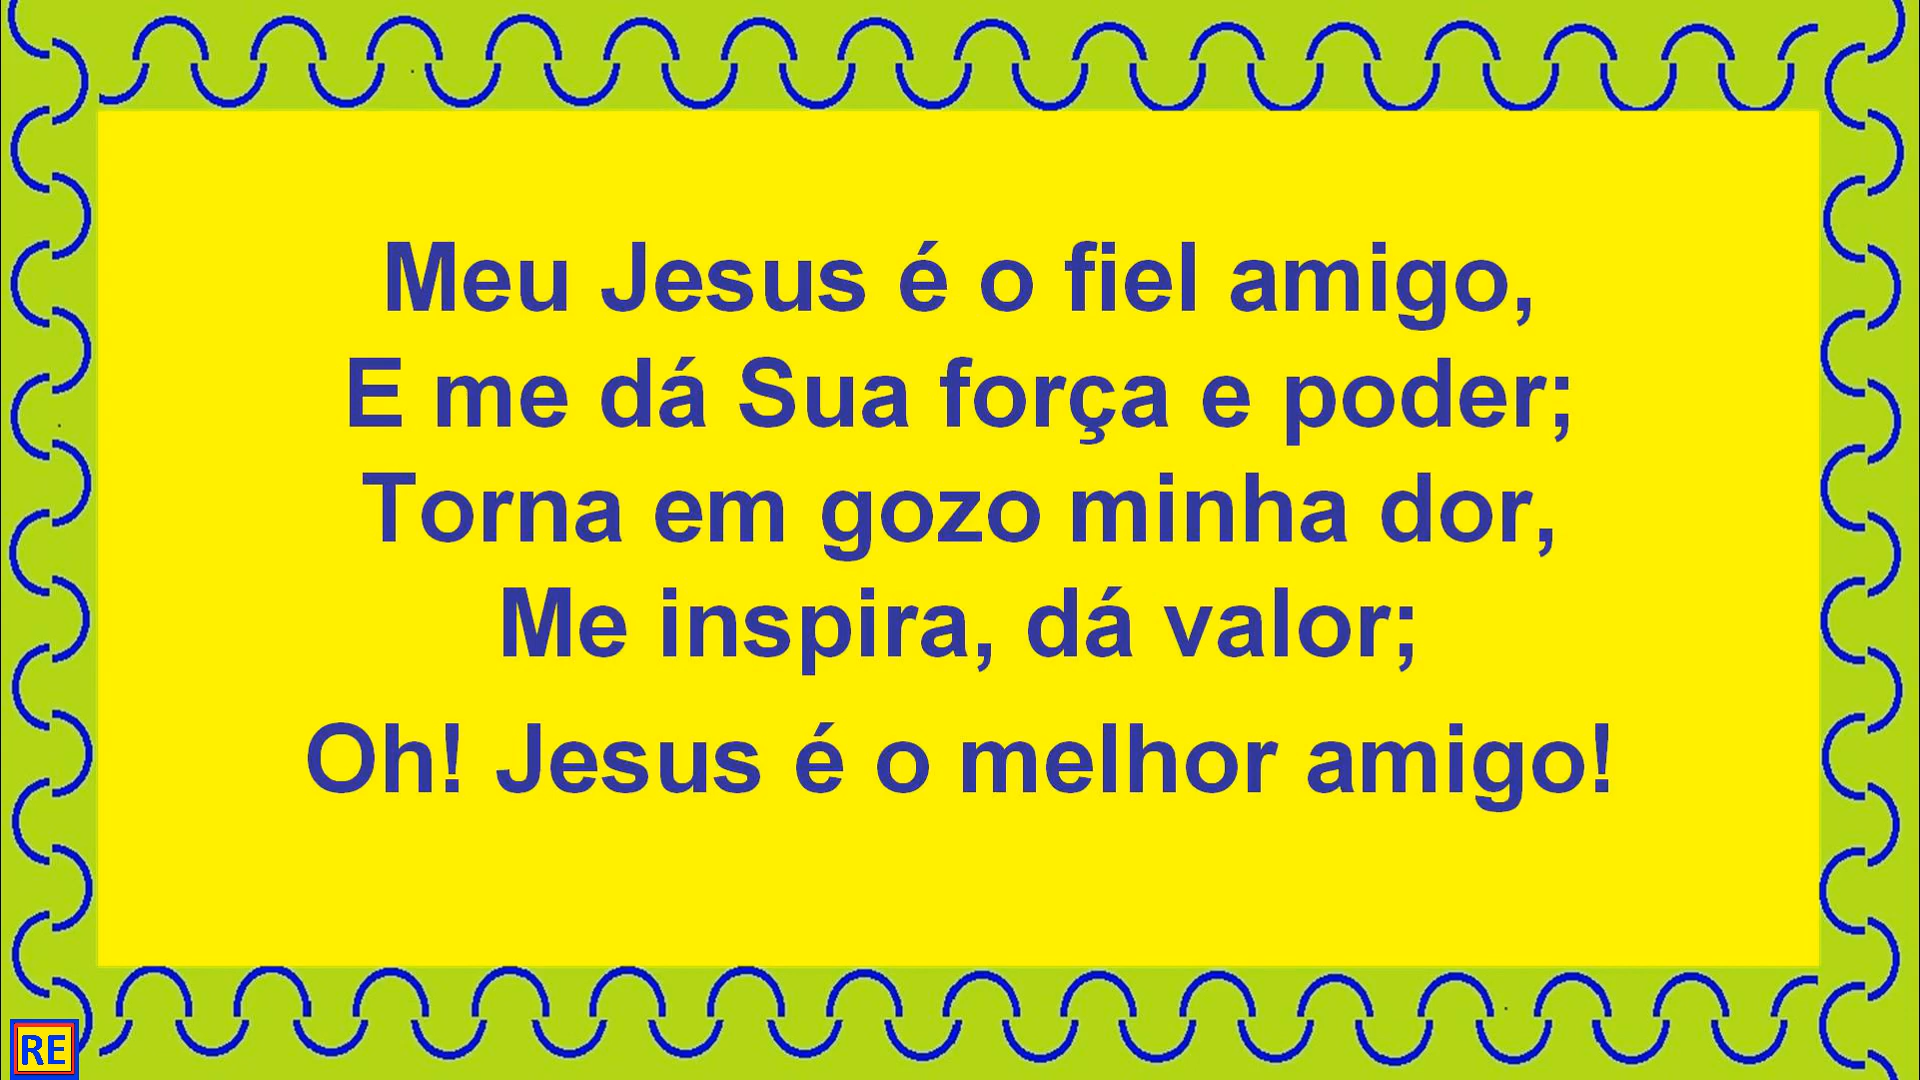 Meu Jesus é o fiel amigo,
E me dá Sua força e poder;
Torna em gozo minha dor,
Me inspira, dá valor;
Oh! Jesus é o melhor amigo!
RE